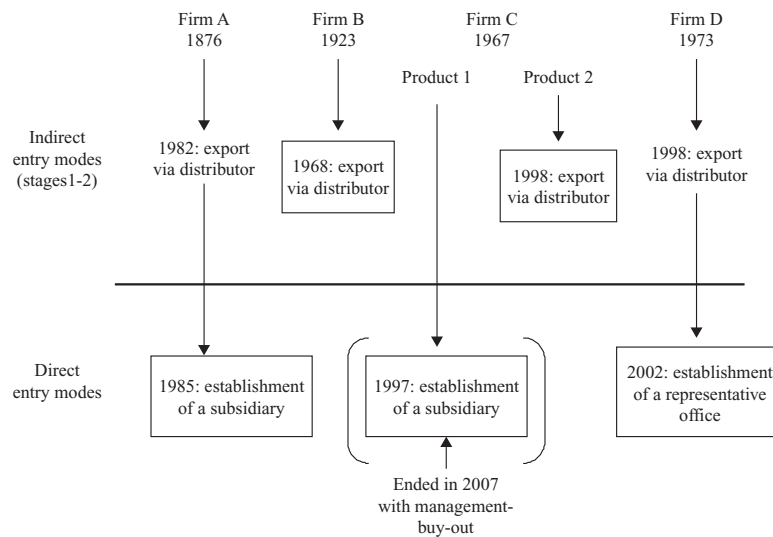 Firm A
1876
Firm B
1923
Firm C
1967
Firm D
1973
Product 1
Product 2
Indirect
entry modes
(stages1-2)
1982: export
via distributor
1968: export
via distributor
1998: export
via distributor
1998: export
via distributor
Direct
entry modes
1985: establishment
of a subsidiary
1997: establishment
of a subsidiary
2002: establishment
of a representative
office
Ended in 2007
with management-
buy-out